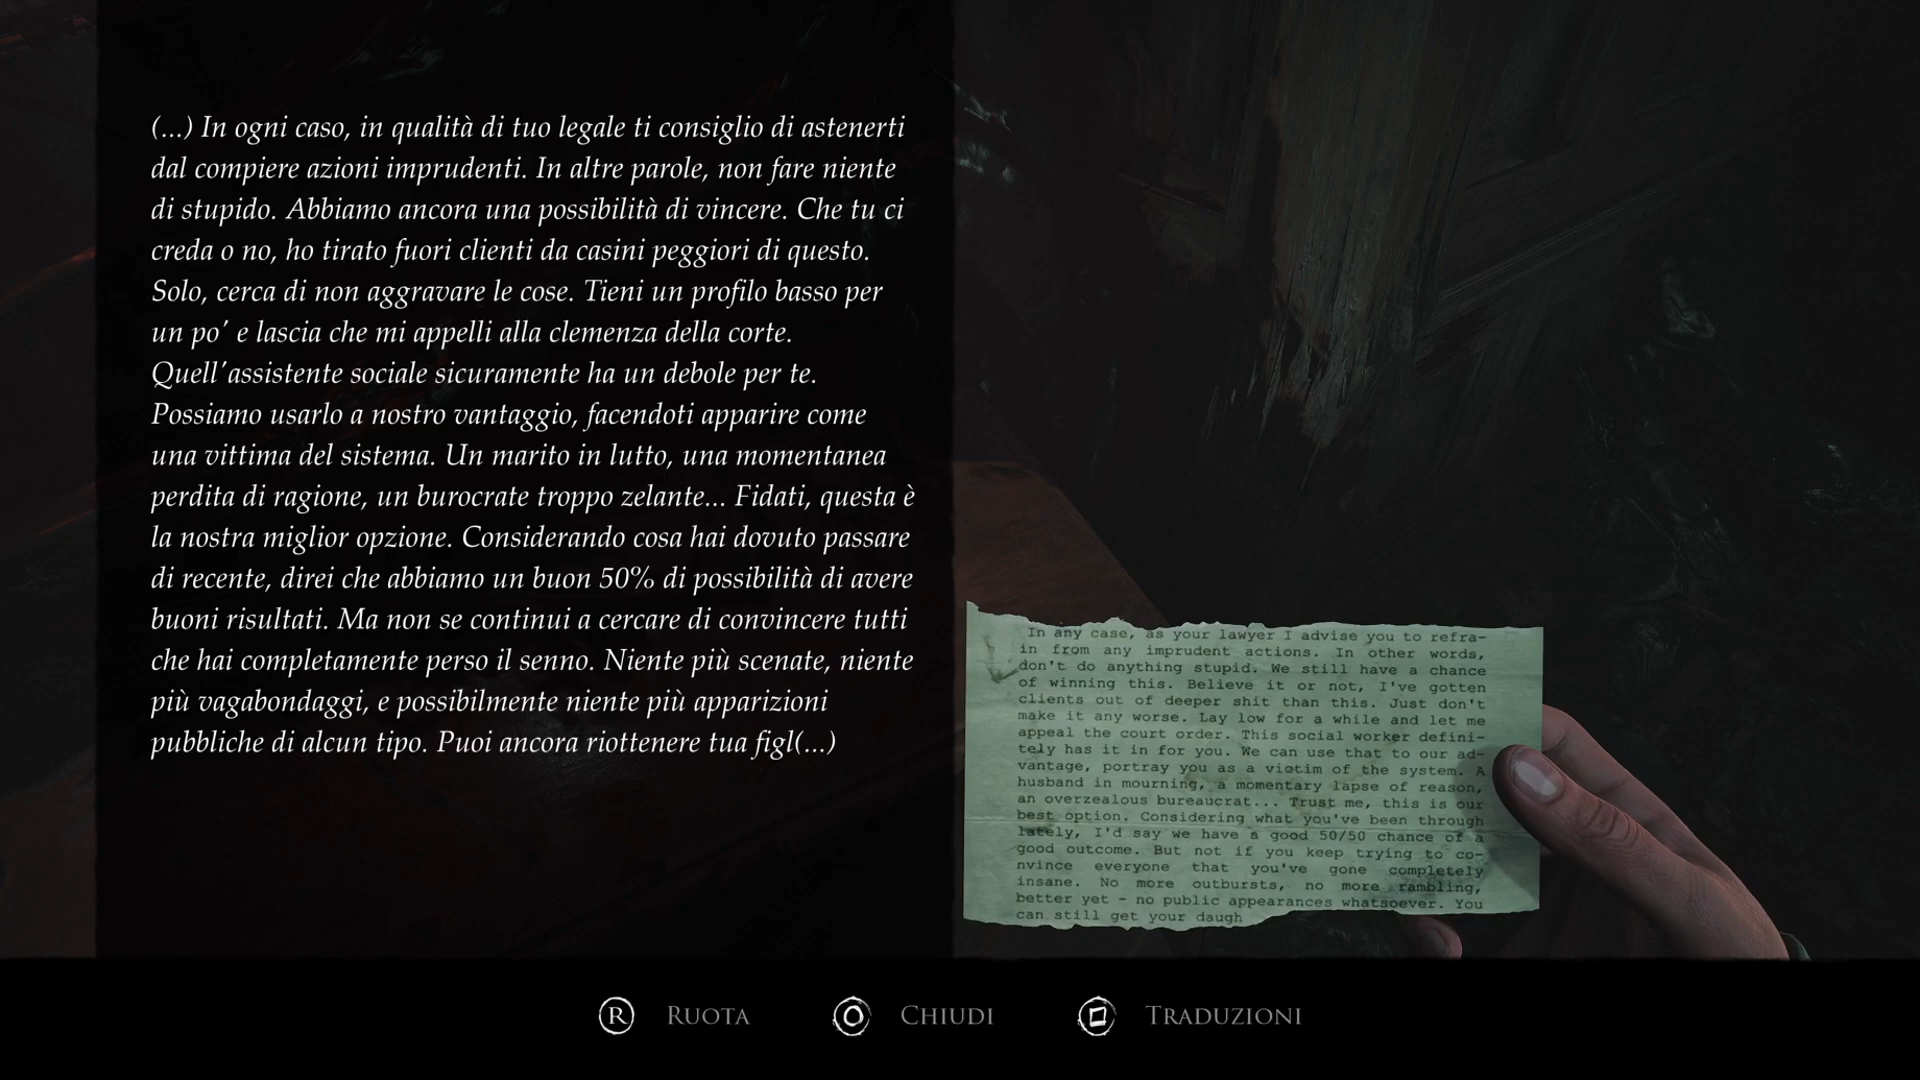 (...) In ogni caso, in qualità di tuo legale ti consiglio di astenerti
dal compiere azioni imprudenti. In altre parole, non fare niente
di stupido. Abbiamo ancora una possibilità di vincere. Che tu ci
creda o no, ho tirato fuori clienti da casini peggiori di questo.
Solo, cerca di non aggravare le cose. Tieni un profilo basso per
un po' e lascia che mi appelli alla clemenza della corte.
Quell'assistente sociale sicuramente ha un debole per te.
Possiamo usarlo a nostro vantaggio, facendoti apparire come
una vittima del sistema. Un marito in lutto, una momentanea
perdita di ragione, un burocrate troppo zelante... Fidati, questa è
la nostra miglior opzione. Considerando cosa hai dovuto passare
di recente, direi che abbiamo un buon 50% di possibilità di avere
buoni risultati. Ma non se continui a cercare di convincere tutti
che hai completamente perso il senno. Niente più scenate, niente
più vagabondaggi, e possibilmente niente più apparizioni
pubbliche di alcun tipo. Puoi ancora riottenere tua figl(...)
In any case, as your lawyer I advise you to refra-
in from any imprudent actions. In other words,
don't do anything stupid. We still have a chance
of winning this. Believe it or not, I've gotten
clients out of deeper shit than this. Just don't
make it any worse. Lay low for a while and let me
appeal the court order. This social worker defini-
tely has it in for you. We can use that to our ad-
vantage, portray you as a victim of the system. A
husband in mourning, a momentary lapse of reason,
an overzealous bureaucrat... Trust me, this is our
best option. Considering what you've been through
lately, I'd say we have a good 50/50 chance of a
good outcome. But not if you keep trying to co-
nvince everyone that you've gone completely
insane. No more outbursts, no more rambling,
better yet - no public appearances whatsoever. You
can still get your daugh
R RUOTA CHIUDI TRADUZIONI